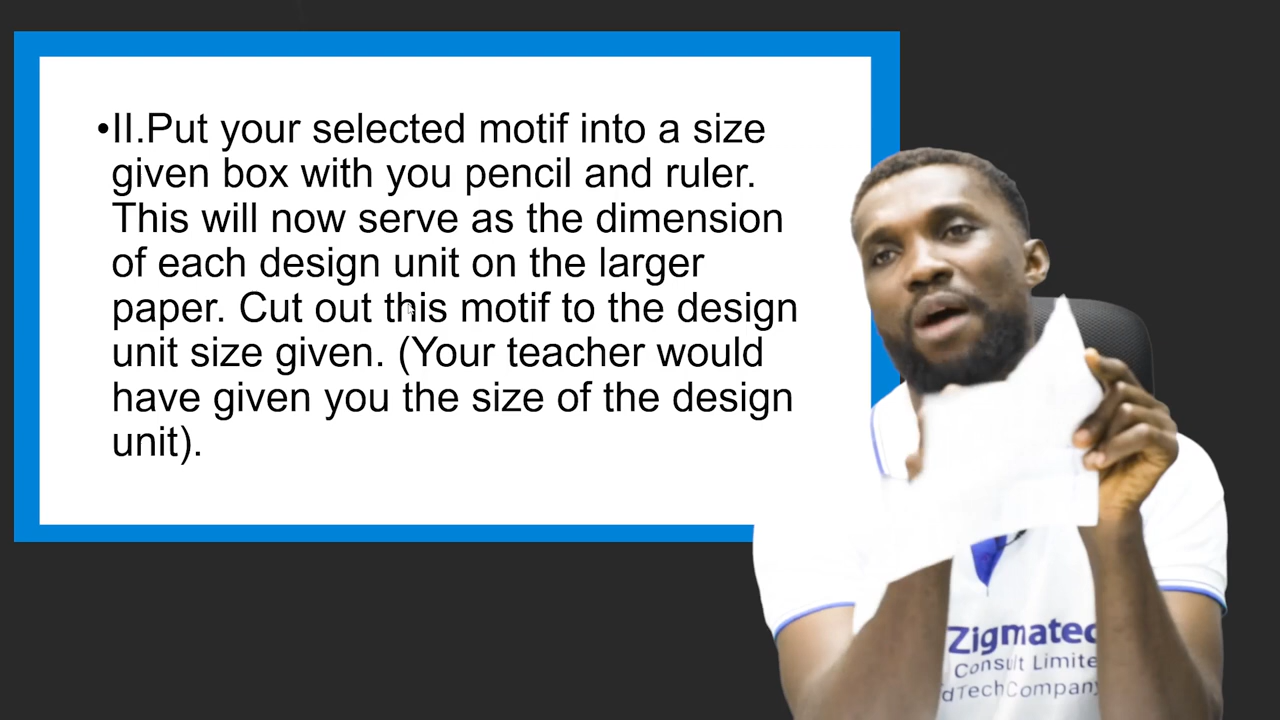 •II.Put your selected motif into a size
given box with you pencil and ruler.
This will now serve as the dimension
of each design unit on the larger
paper. Cut out this motif to the design
unit size given. (Your teacher would
have given you the size of the design
unit).
Zigmatec
Consult Limite
dTechCompany